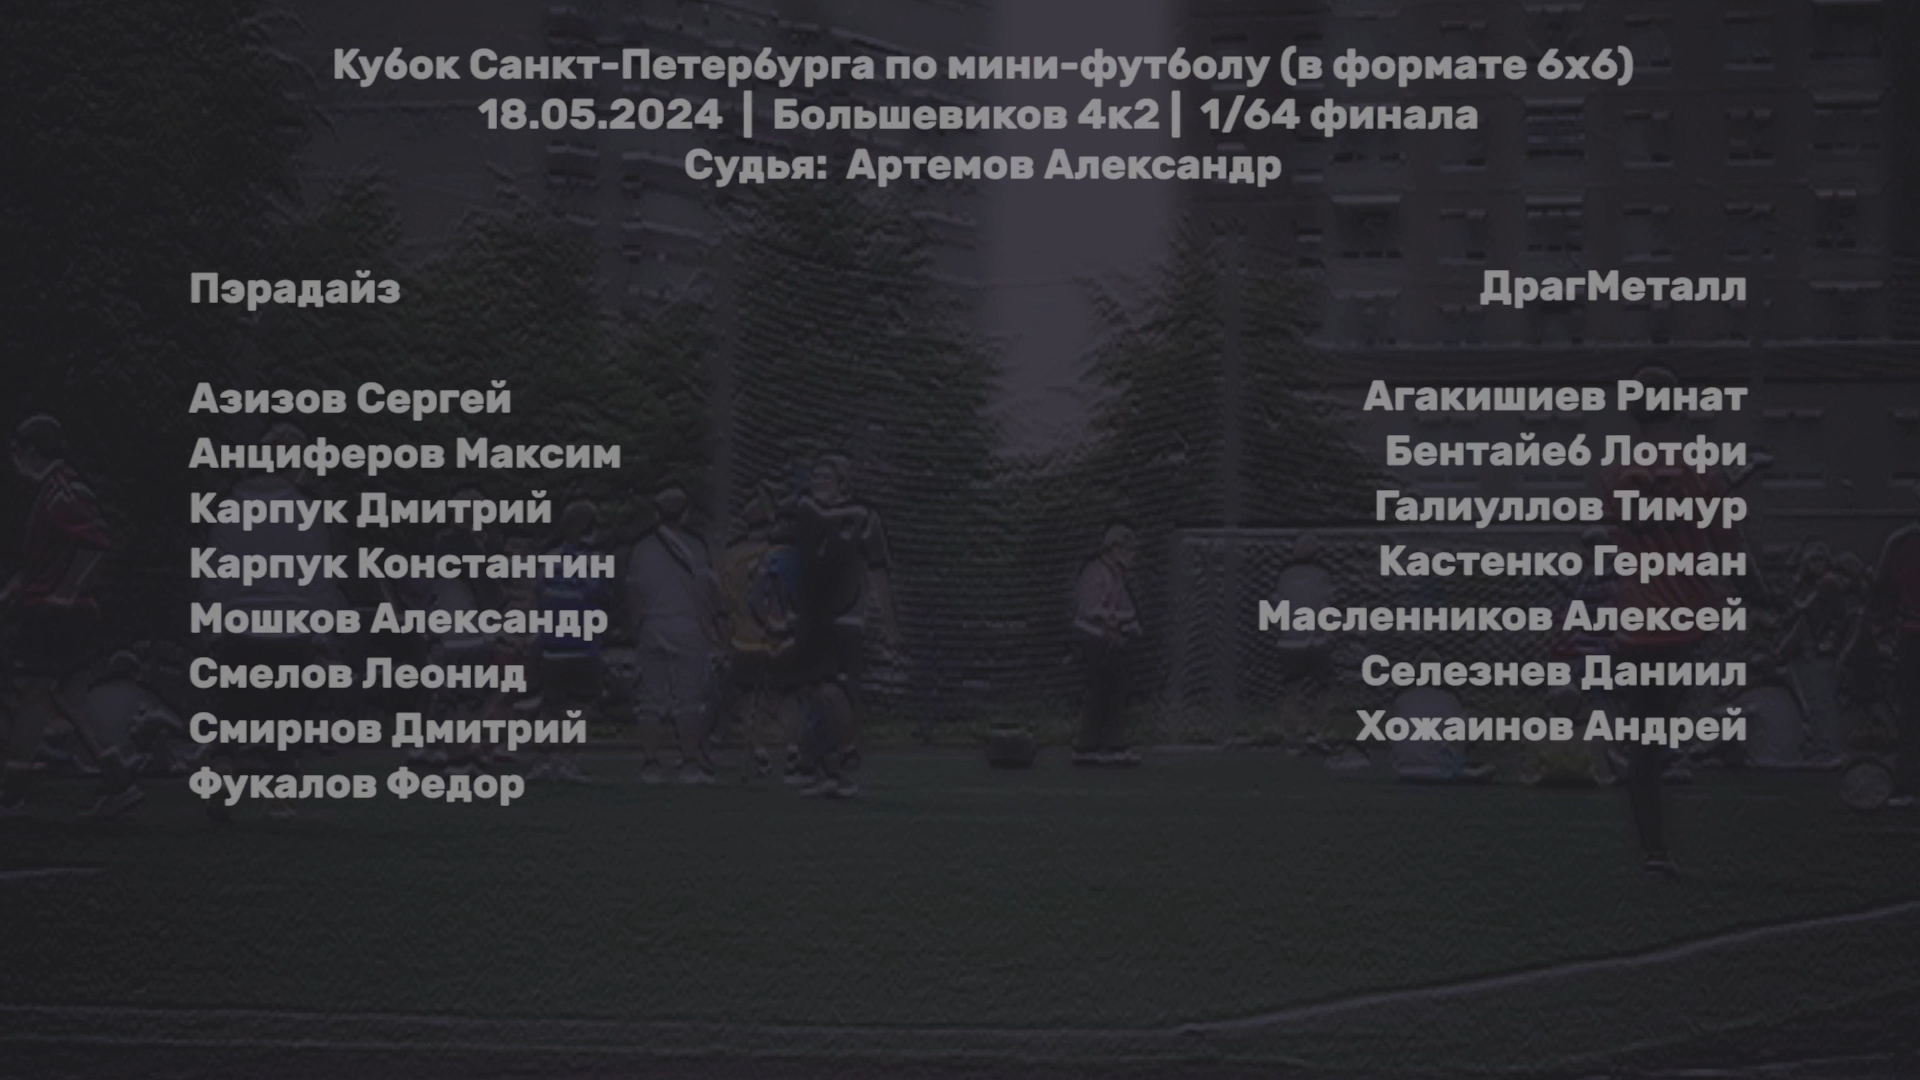 Кубок Санкт-Петербурга по мини-футболу (в формате 6х6)
18.05.2024 | Большевиков 4к2 | 1/64 финала
Судья: Артемов Александр
Пэрадайз
Азизов Сергей
Анциферов Максим
Карпук Дмитрий
Карпук Константин
Мошков Александр
Смелов Леонид
Смирнов Дмитрий
Фукалов Федор
ДрагМеталл
Агакишиев Ринат
Бентайеб Лотфи
Галиуллов Тимур
Кастенко Герман
Масленников Алексей
Селезнев Даниил
Хожаинов Андрей